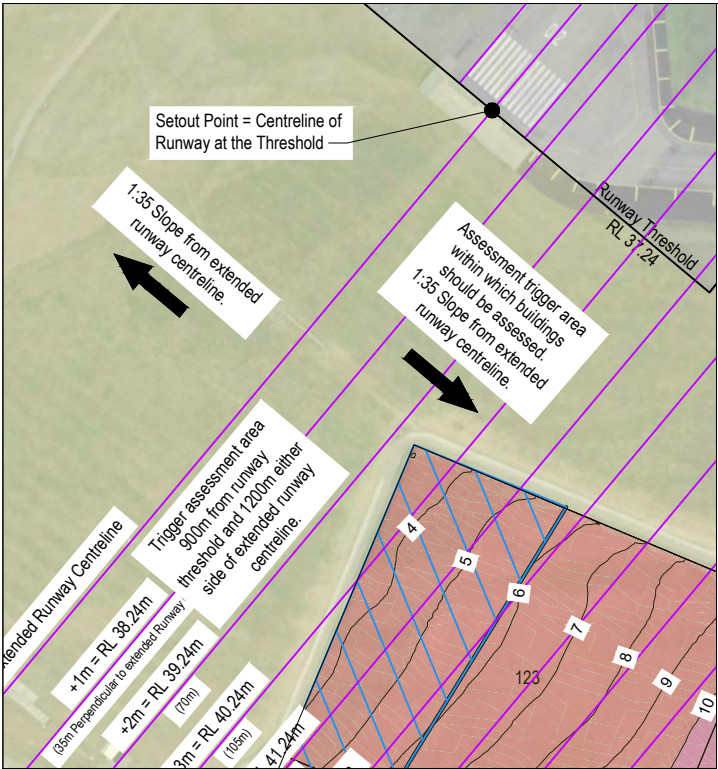 02
Setout Point = Centreline of
Runway at the Threshold
1:35 Slope from extended
runway centreline.
Runway Threshold
RL 37.24
Assessment trigger area
within which buildings
should be assessed.
1:35 Slope from extended
runway centreline.
Trigger assessment area
900m from runway
threshold and 1200m either
side of extended runway
centreline.
Extended Runway Centreline
+1m = RL 38.24m
(35m Perpendicular to extended Runway
+2m = RL 39.24m
(70m)
3m = RL 40.24m
(105m)
41.24m
4
5
6
7
8
9
10
123